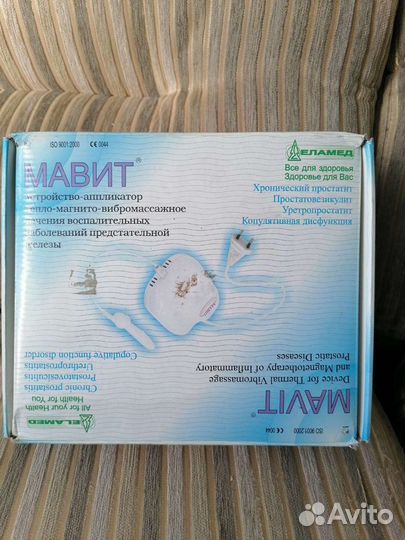 ISO 9001:2000 CE 0044
МАВИТ®
Устройство-аппликатор
тепло-магнито-вибромассажное
лечения воспалительных
заболеваний предстательной
железы
ЕЛАМЕД
Все для здоровья
Здоровье для Вас
Хронический простатит
Простатовезикулит
Уретропростатит
Копулятивная дисфункция
MAVIT®
Device for Thermal Vibromassage
and Magnetotherapy of Inflammatory
Prostatic Diseases
ELAMED
All for your Health
Health for You
Chronic prostatitis
Prostatovesiculitis
Urethroprostatitis
Copulative function disorder
ISO 9001:2000 CE 0044
Avito